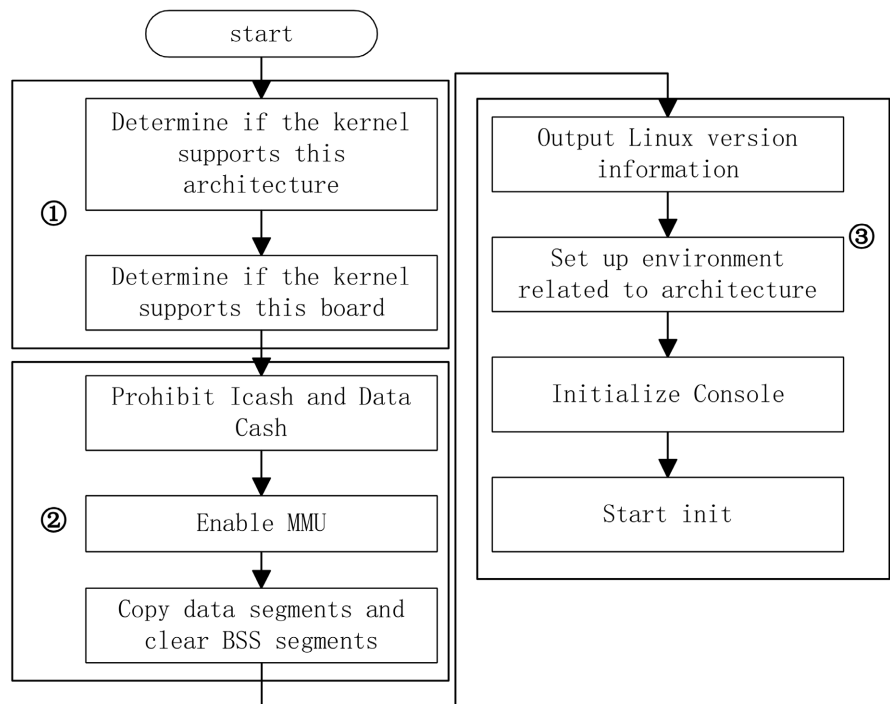 start
Determine if the kernel
supports this
architecture
①
Determine if the kernel
supports this board
Prohibit Icash and Data
Cash
②
Enable MMU
Copy data segments and
clear BSS segments
Output Linux version
information
③
Set up environment
related to architecture
Initialize Console
Start init